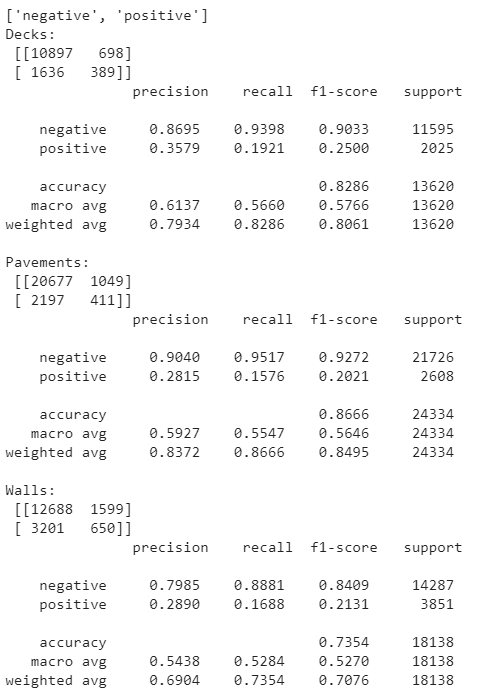 ['negative', 'positive']
Decks:
[[10897 698]
[ 1636 389]]
precision recall f1-score support
negative 0.8695 0.9398 0.9033 11595
positive 0.3579 0.1921 0.2500 2025
accuracy 0.8286 13620
macro avg 0.6137 0.5660 0.5766 13620
weighted avg 0.7934 0.8286 0.8061 13620
Pavements:
[[20677 1049]
[ 2197 411]]
precision recall f1-score support
negative 0.9040 0.9517 0.9272 21726
positive 0.2815 0.1576 0.2021 2608
accuracy 0.8666 24334
macro avg 0.5927 0.5547 0.5646 24334
weighted avg 0.8372 0.8666 0.8495 24334
Walls:
[[12688 1599]
[ 3201 650]]
precision recall f1-score support
negative 0.7985 0.8881 0.8409 14287
positive 0.2890 0.1688 0.2131 3851
accuracy 0.7354 18138
macro avg 0.5438 0.5284 0.5270 18138
weighted avg 0.6904 0.7354 0.7076 18138